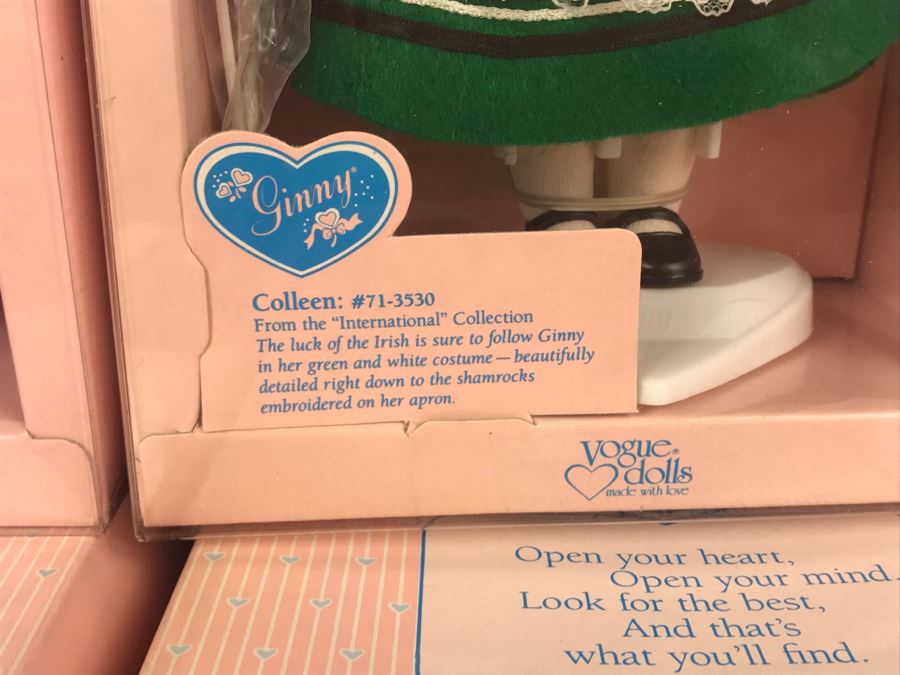 Ginny®
Colleen: #71-3530
From the “International” Collection
The luck of the Irish is sure to follow Ginny
in her green and white costume — beautifully
detailed right down to the shamrocks
embroidered on her apron.
Vogue®
dolls
made with love
Open your heart,
Open your mind.
Look for the best,
And that's
what you'll find.